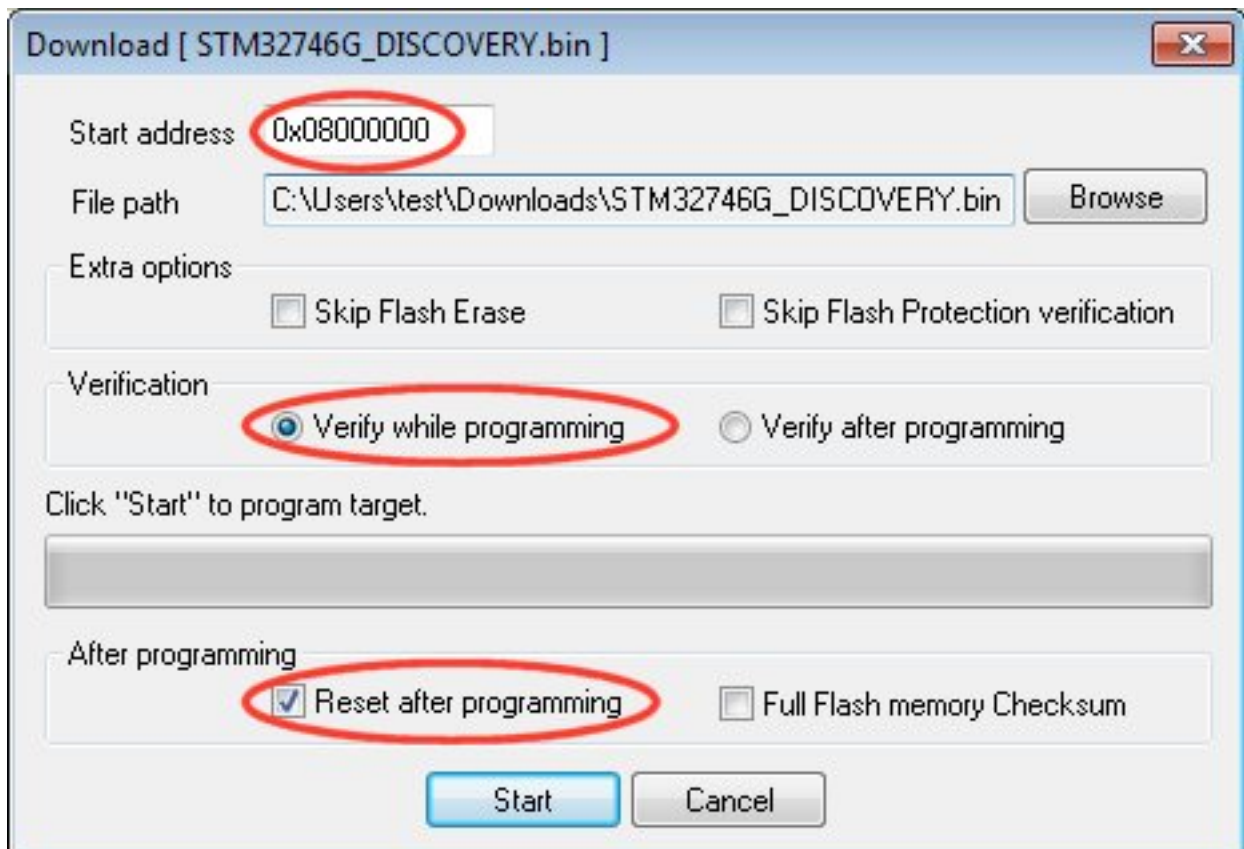 Download [ STM32746G_DISCOVERY.bin ]
Start address 0x08000000
File path C:\Users\test\Downloads\STM32746G_DISCOVERY.bin Browse
Extra options
Skip Flash Erase Skip Flash Protection verification
Verification
Verify while programming Verify after programming
Click "Start" to program target.
After programming
Reset after programming Full Flash memory Checksum
Start Cancel